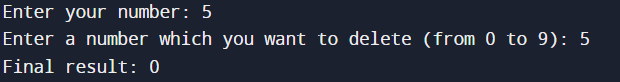 Enter your number: 5
Enter a number which you want to delete (from 0 to 9): 5
Final result: 0